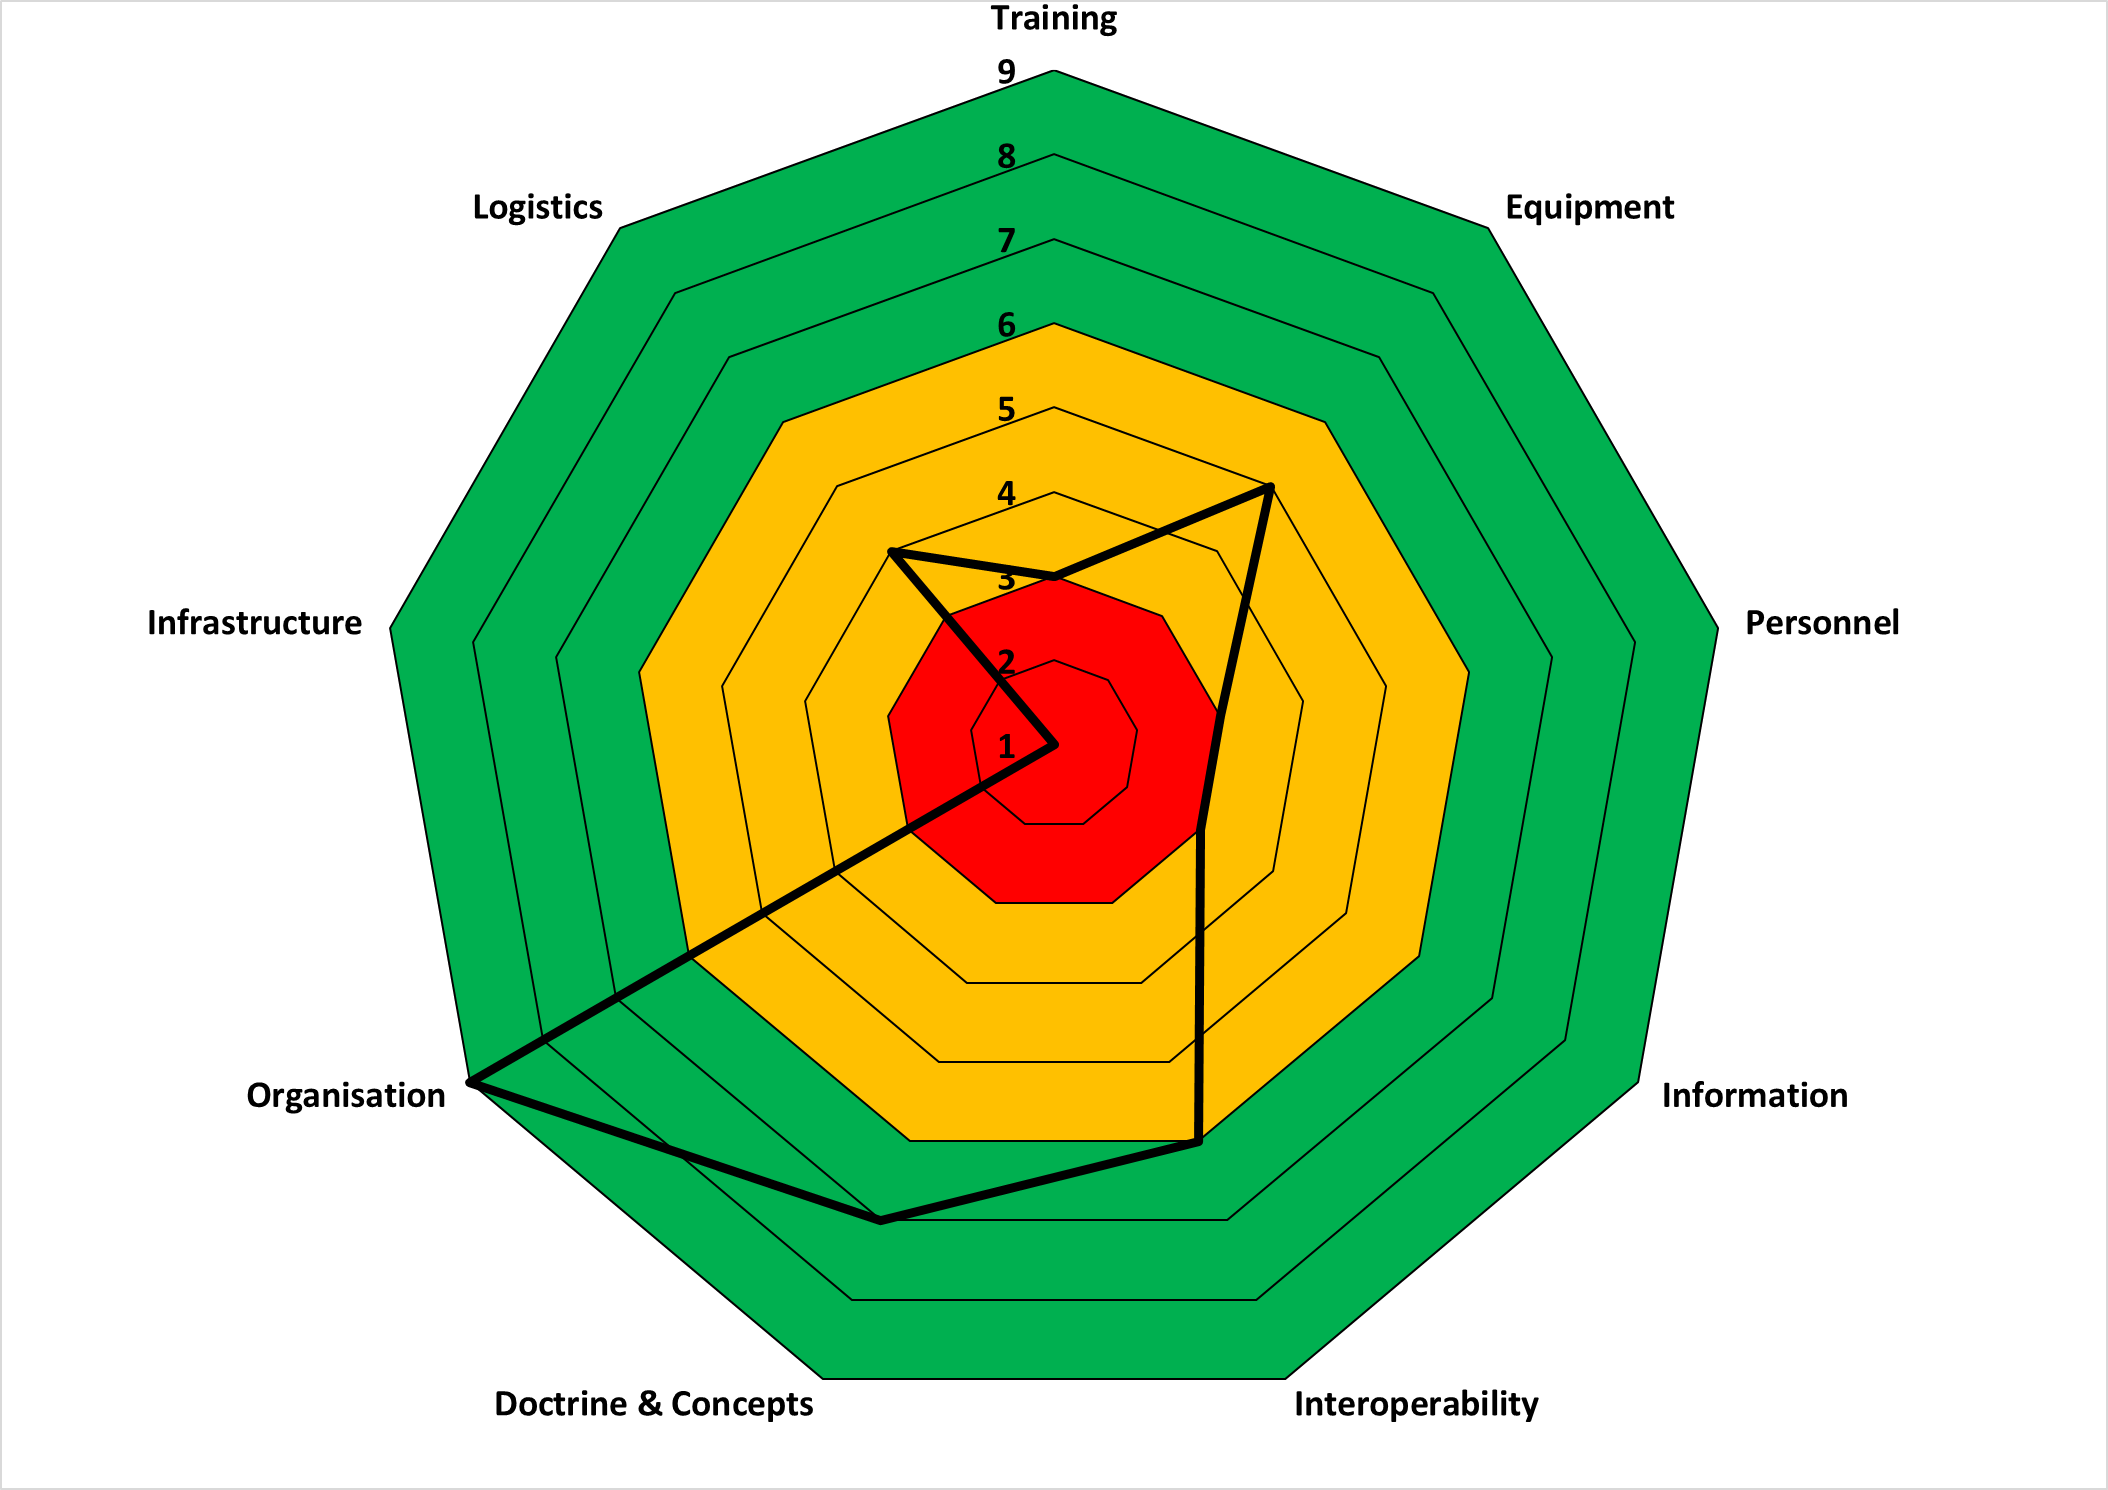 Training
9
8
Logistics
Equipment
7
6
5
4
3
Infrastructure
Personnel
2
1
Organisation
Information
Doctrine & Concepts
Interoperability